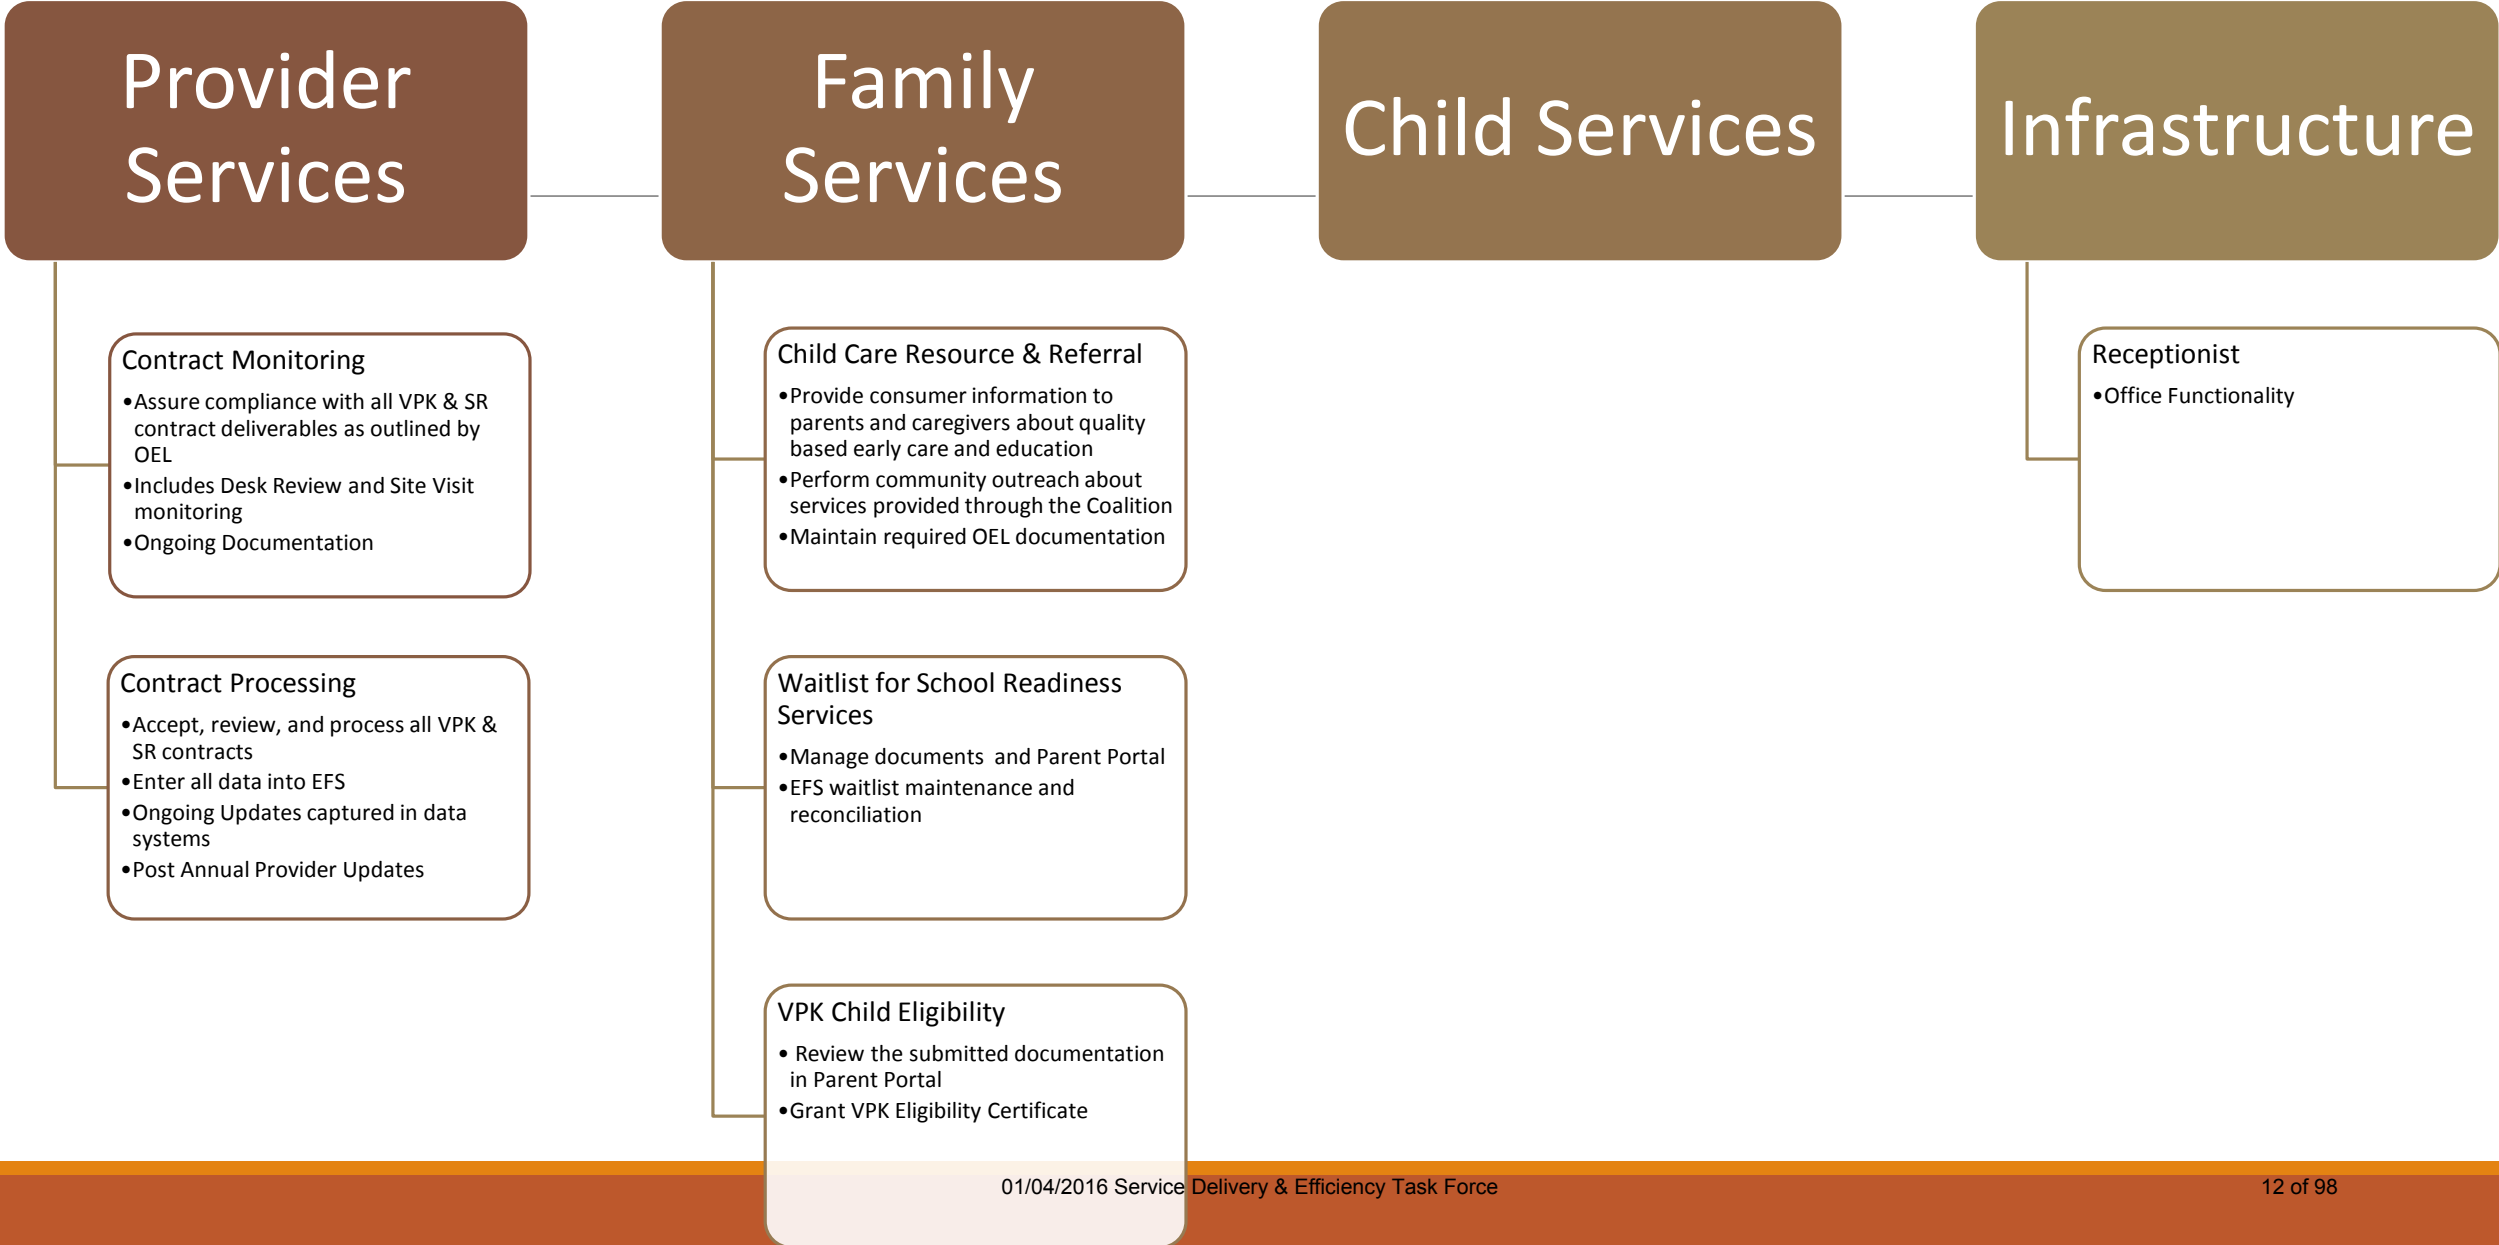 Provider
Services
Contract Monitoring
•Assure compliance with all VPK & SR
contract deliverables as outlined by
OEL
•Includes Desk Review and Site Visit
monitoring
•Ongoing Documentation
Contract Processing
•Accept, review, and process all VPK &
SR contracts
•Enter all data into EFS
•Ongoing Updates captured in data
systems
•Post Annual Provider Updates
Family
Services
Child Care Resource & Referral
•Provide consumer information to
parents and caregivers about quality
based early care and education
•Perform community outreach about
services provided through the Coalition
•Maintain required OEL documentation
Waitlist for School Readiness
Services
•Manage documents and Parent Portal
•EFS waitlist maintenance and
reconciliation
VPK Child Eligibility
• Review the submitted documentation
in Parent Portal
•Grant VPK Eligibility Certificate
Child Services
Infrastructure
Receptionist
•Office Functionality
01/04/2016 Service Delivery & Efficiency Task Force
12 of 98